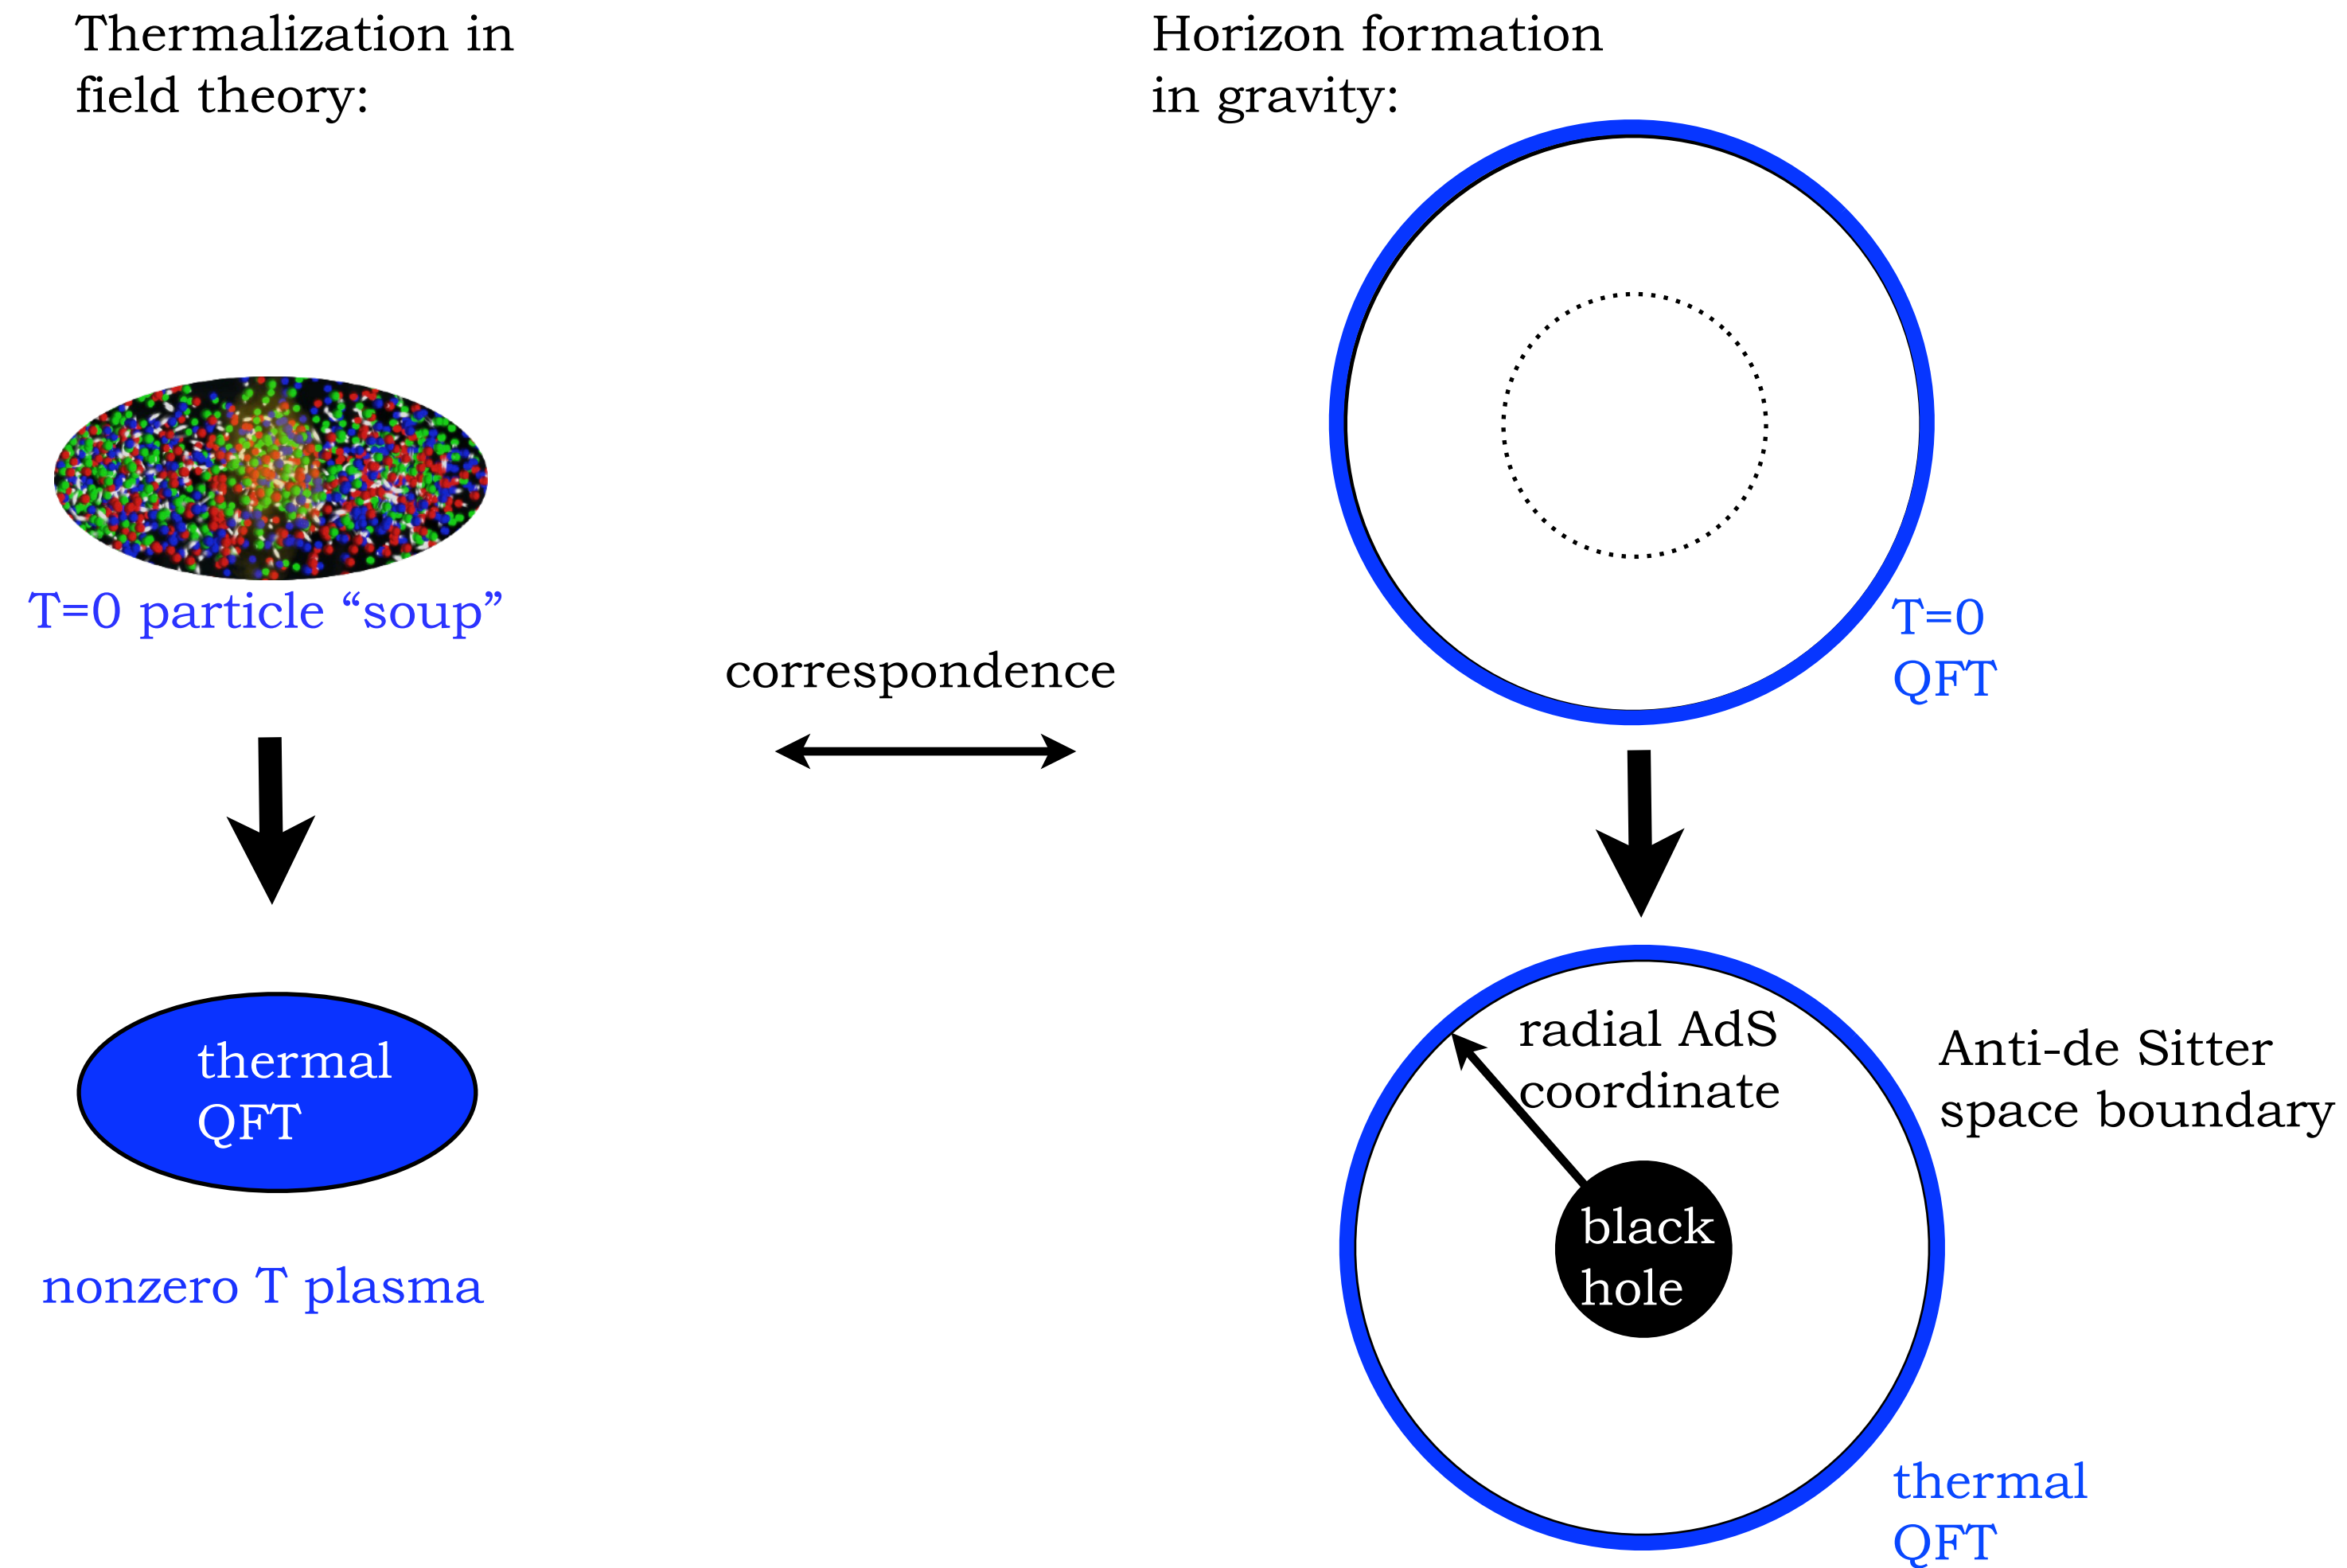 Thermalization in
field theory:
Horizon formation
in gravity:
T=0 particle “soup”
correspondence
T=0
QFT
thermal
QFT
nonzero T plasma
radial AdS
coordinate
Anti-de Sitter
space boundary
black
hole
thermal
QFT